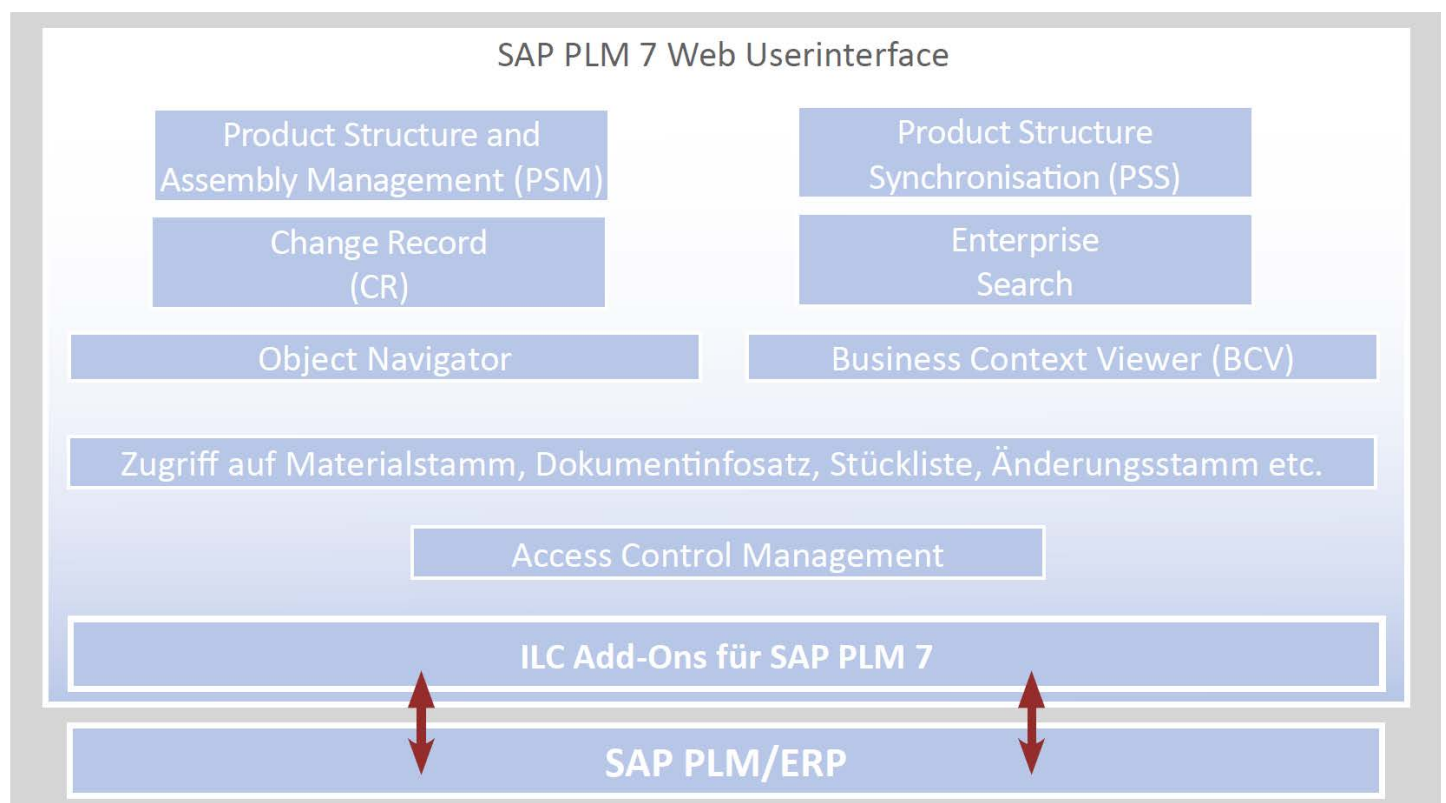 SAP PLM 7 Web Userinterface
Product Structure and
Assembly Management (PSM)
Product Structure
Synchronisation (PSS)
Change Record
(CR)
Enterprise
Search
Object Navigator
Business Context Viewer (BCV)
Zugriff auf Materialstamm, Dokumentinfosatz, Stückliste, Änderungsstamm etc.
Access Control Management
ILC Add-Ons für SAP PLM 7
SAP PLM/ERP